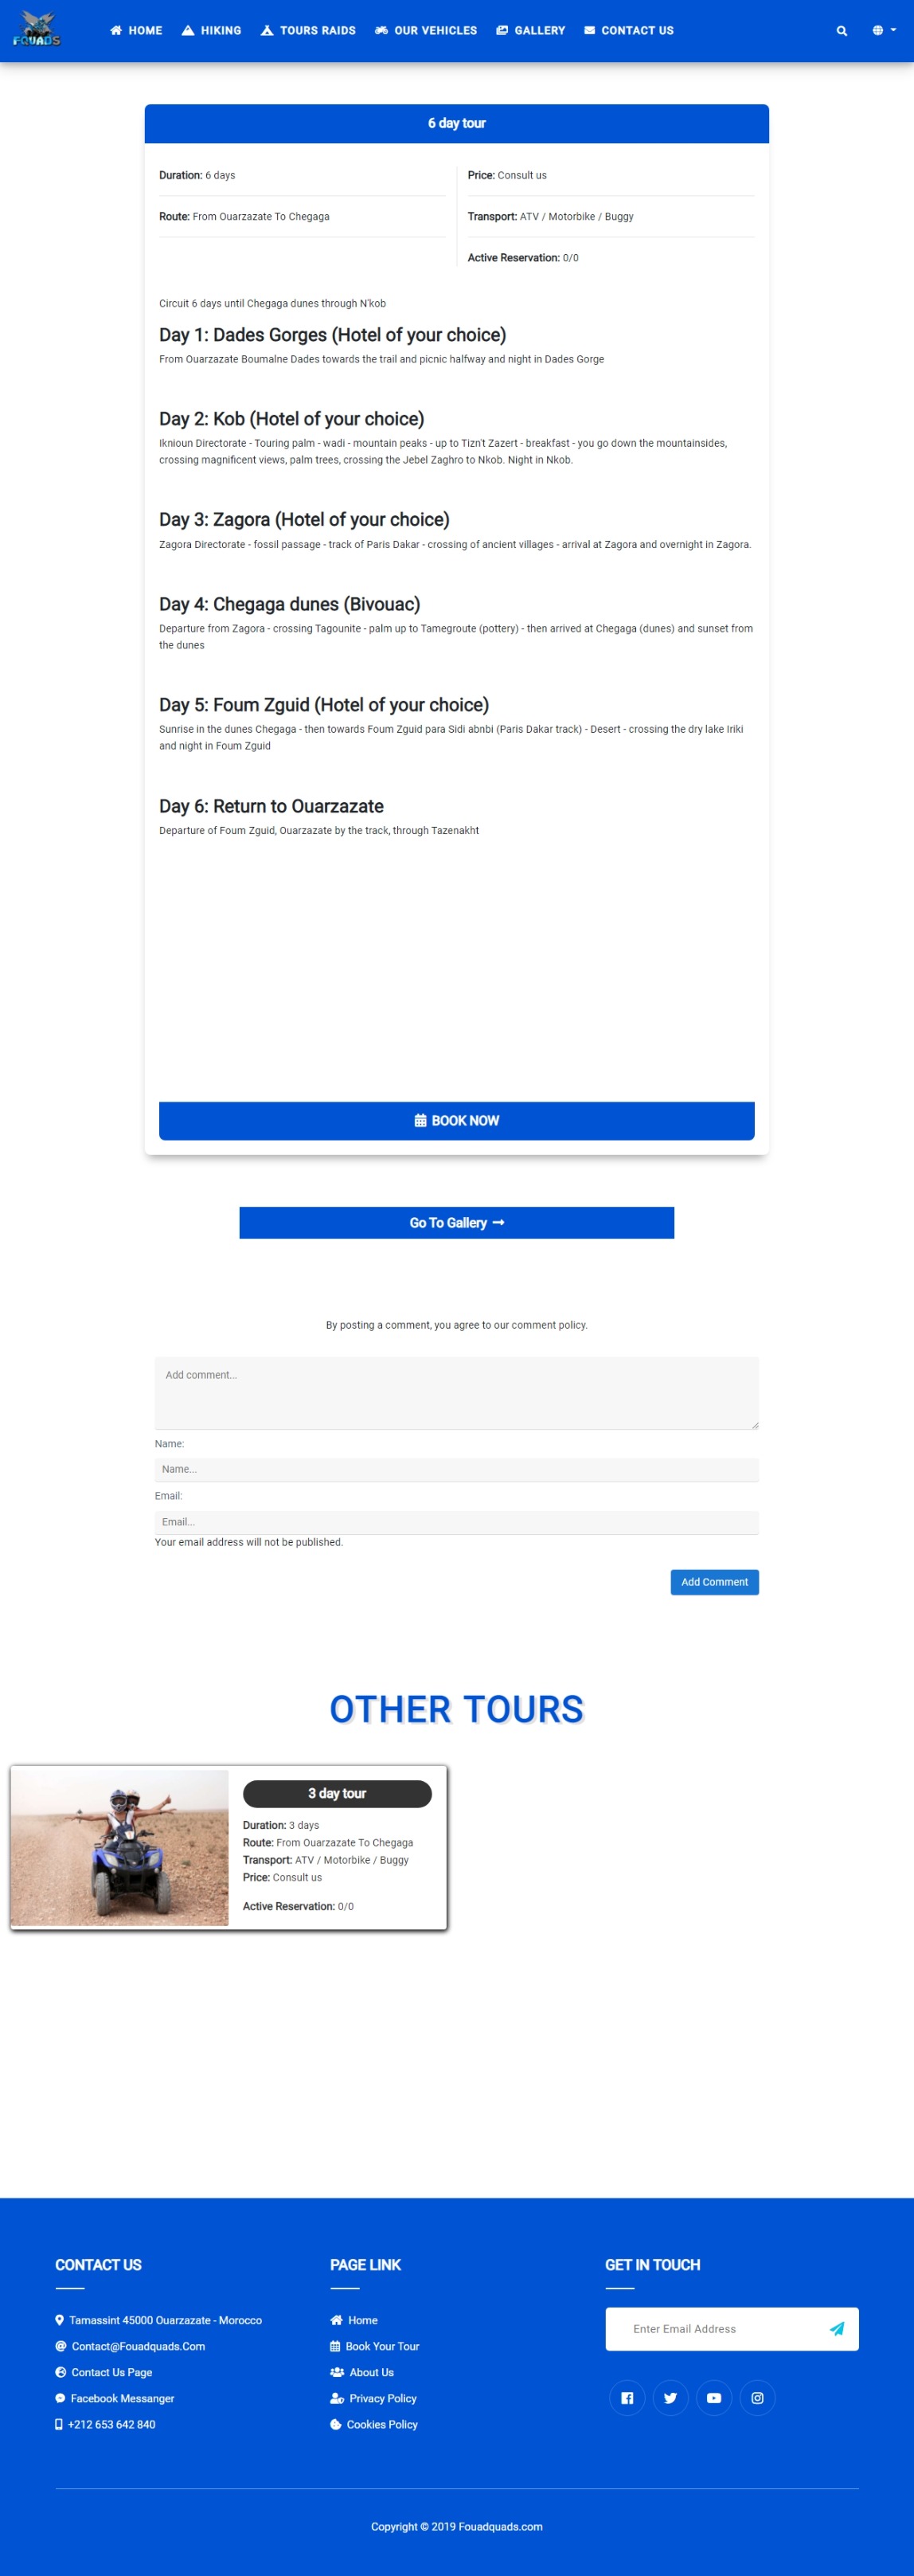 FQUADS
HOME HIKING TOURS RAIDS OUR VEHICLES GALLERY CONTACT US
6 day tour
Duration: 6 days
Route: From Ouarzazate To Chegaga
Price: Consult us
Transport: ATV / Motorbike / Buggy
Active Reservation: 0/0
Circuit 6 days until Chegaga dunes through N'kob
Day 1: Dades Gorges (Hotel of your choice)
From Ouarzazate Boumalne Dades towards the trail and picnic halfway and night in Dades Gorge
Day 2: Kob (Hotel of your choice)
Iknioun Directorate - Touring palm - wadi - mountain peaks - up to Tizn't Zazert - breakfast - you go down the mountainsides,
crossing magnificent views, palm trees, crossing the Jebel Zaghro to Nkob. Night in Nkob.
Day 3: Zagora (Hotel of your choice)
Zagora Directorate - fossil passage - track of Paris Dakar - crossing of ancient villages - arrival at Zagora and overnight in Zagora.
Day 4: Chegaga dunes (Bivouac)
Departure from Zagora - crossing Tagounite - palm up to Tamegroute (pottery) - then arrived at Chegaga (dunes) and sunset from
the dunes
Day 5: Foum Zguid (Hotel of your choice)
Sunrise in the dunes Chegaga - then towards Foum Zguid para Sidi abnbi (Paris Dakar track) - Desert - crossing the dry lake Iriki
and night in Foum Zguid
Day 6: Return to Ouarzazate
Departure of Foum Zguid, Ouarzazate by the track, through Tazenakht
BOOK NOW
Go To Gallery
By posting a comment, you agree to our comment policy.
Add comment...
Name:
Name...
Email:
Email...
Your email address will not be published.
Add Comment
OTHER TOURS
3 day tour
Duration: 3 days
Route: From Ouarzazate To Chegaga
Transport: ATV / Motorbike / Buggy
Price: Consult us
Active Reservation: 0/0
CONTACT US
Tamassint 45000 Ouarzazate - Morocco
Contact@Fouadquads.Com
Contact Us Page
Facebook Messanger
+212 653 642 840
PAGE LINK
Home
Book Your Tour
About Us
Privacy Policy
Cookies Policy
GET IN TOUCH
Enter Email Address
Copyright © 2019 Fouadquads.com